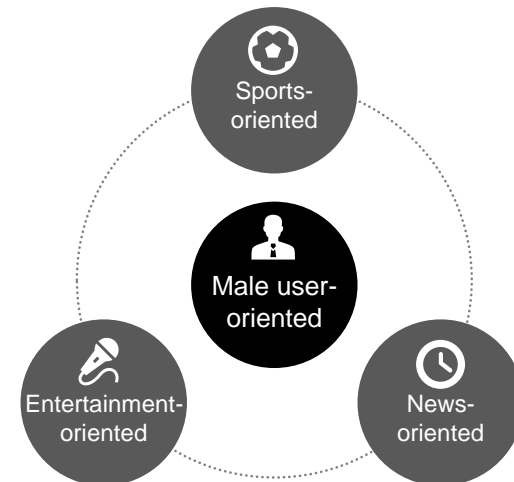 Sports-
oriented
Male user-
oriented
Entertainment-
oriented
News-
oriented